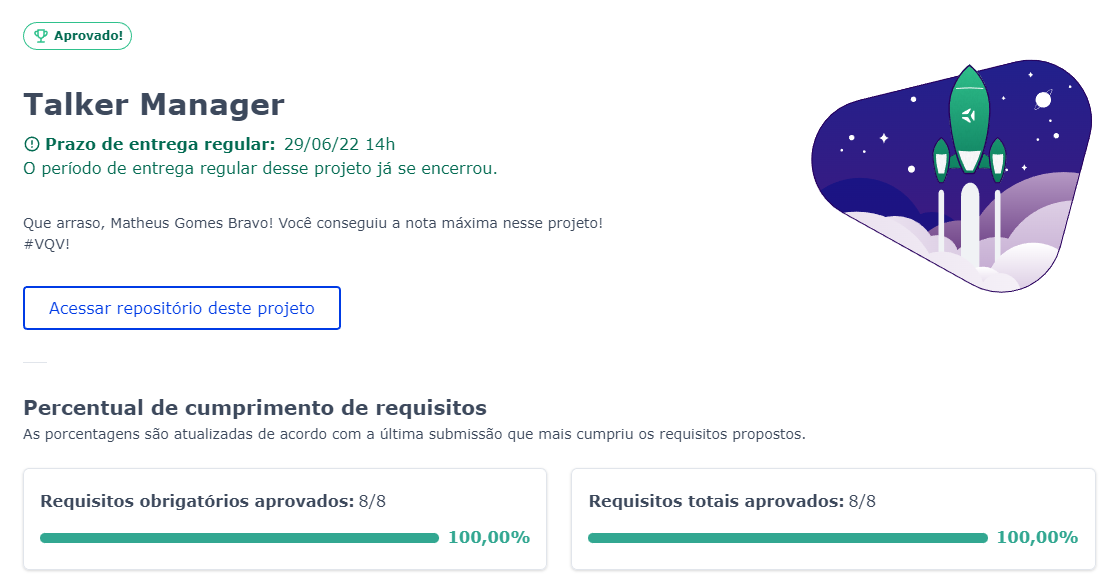 Aprovado!
Talker Manager
Prazo de entrega regular: 29/06/22 14h
O período de entrega regular desse projeto já se encerrou.
Que arraso, Matheus Gomes Bravo! Você conseguiu a nota máxima nesse projeto!
#VQV!
Acessar repositório deste projeto
Percentual de cumprimento de requisitos
As porcentagens são atualizadas de acordo com a última submissão que mais cumpriu os requisitos propostos.
Requisitos obrigatórios aprovados: 8/8
100,00%
Requisitos totais aprovados: 8/8
100,00%